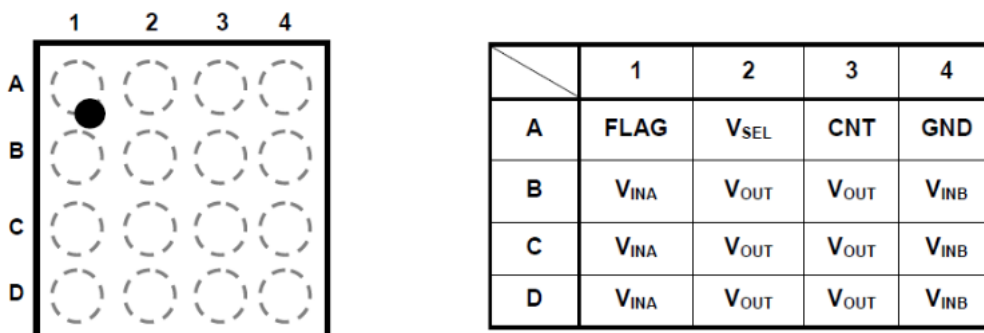 1 2 3 4
A
B
C
D
1 2 3 4
A FLAG VSEL CNT GND
B VINA VOUT VOUT VINB
C VINA VOUT VOUT VINB
D VINA VOUT VOUT VINB